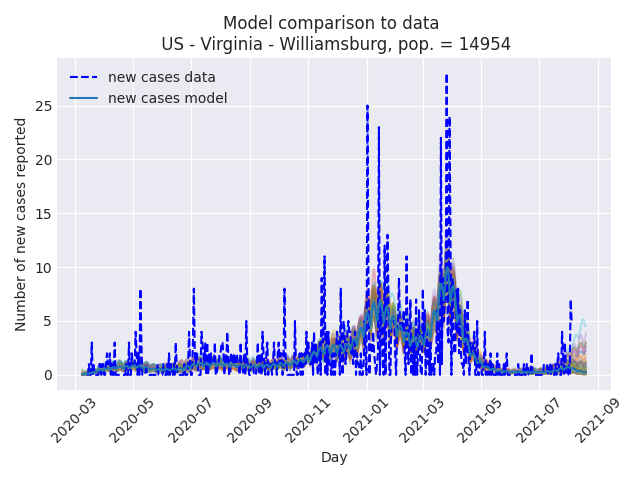 Model comparison to data
US - Virginia - Williamsburg, pop. = 14954
new cases data
new cases model
Number of new cases reported
25
20
15
10
5
0
2020-03
2020-05
2020-07
2020-09
2020-11
2021-01
2021-03
2021-05
2021-07
2021-09
Day